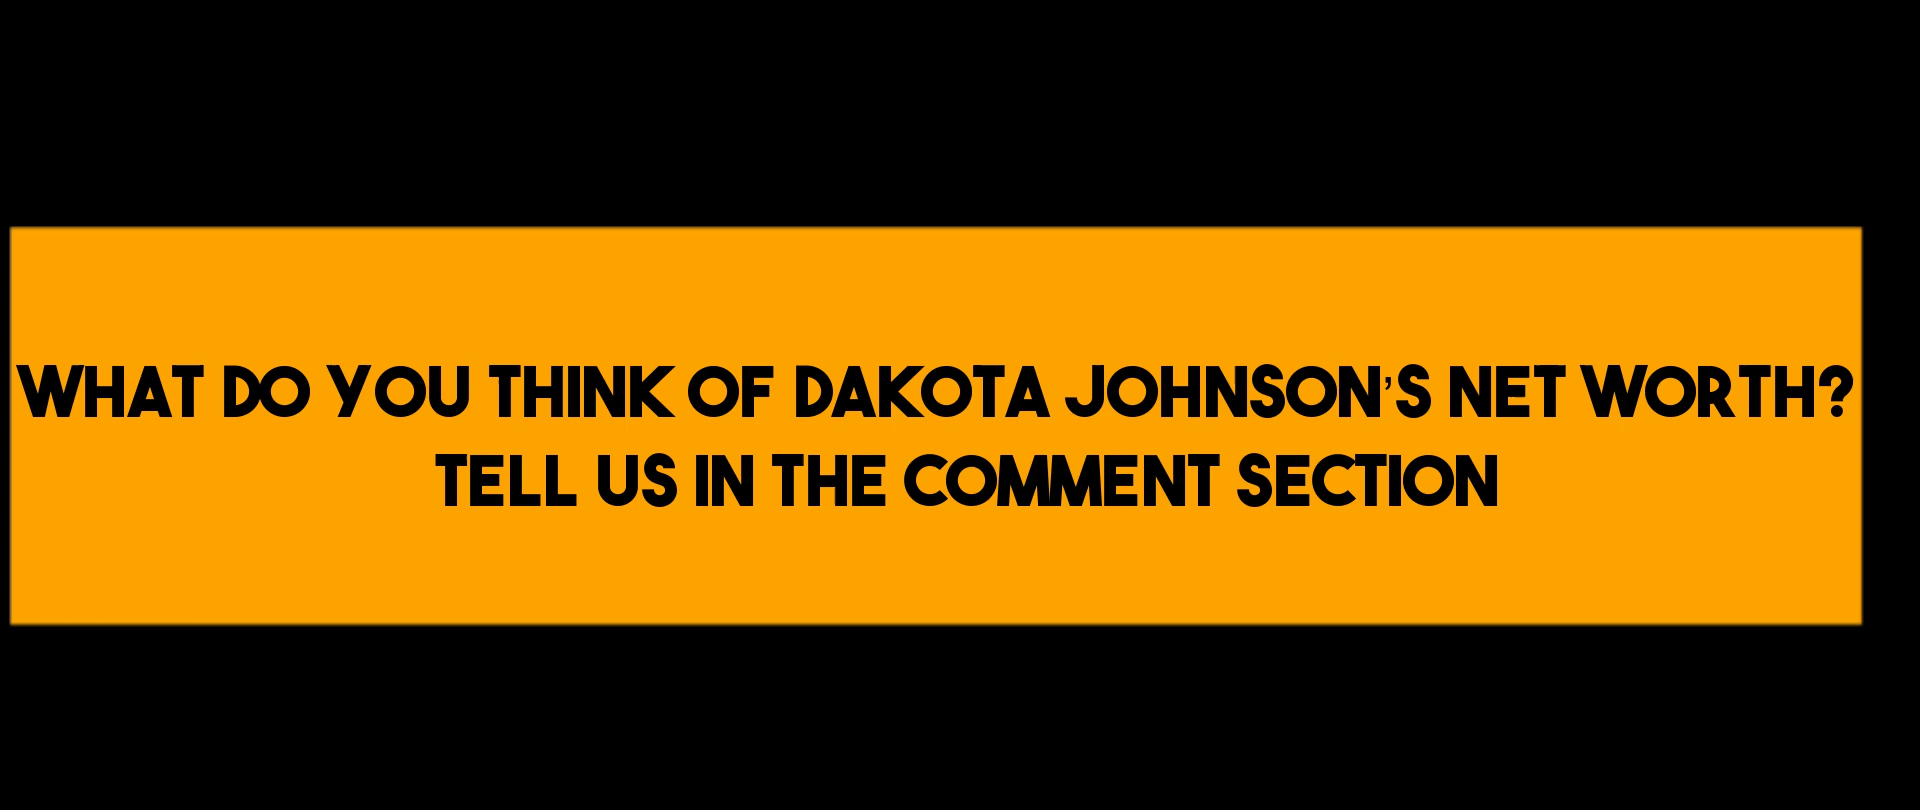 WHAT DO YOU THINK OF DAKOTA JOHNSON'S NET WORTH?
TELL US IN THE COMMENT SECTION